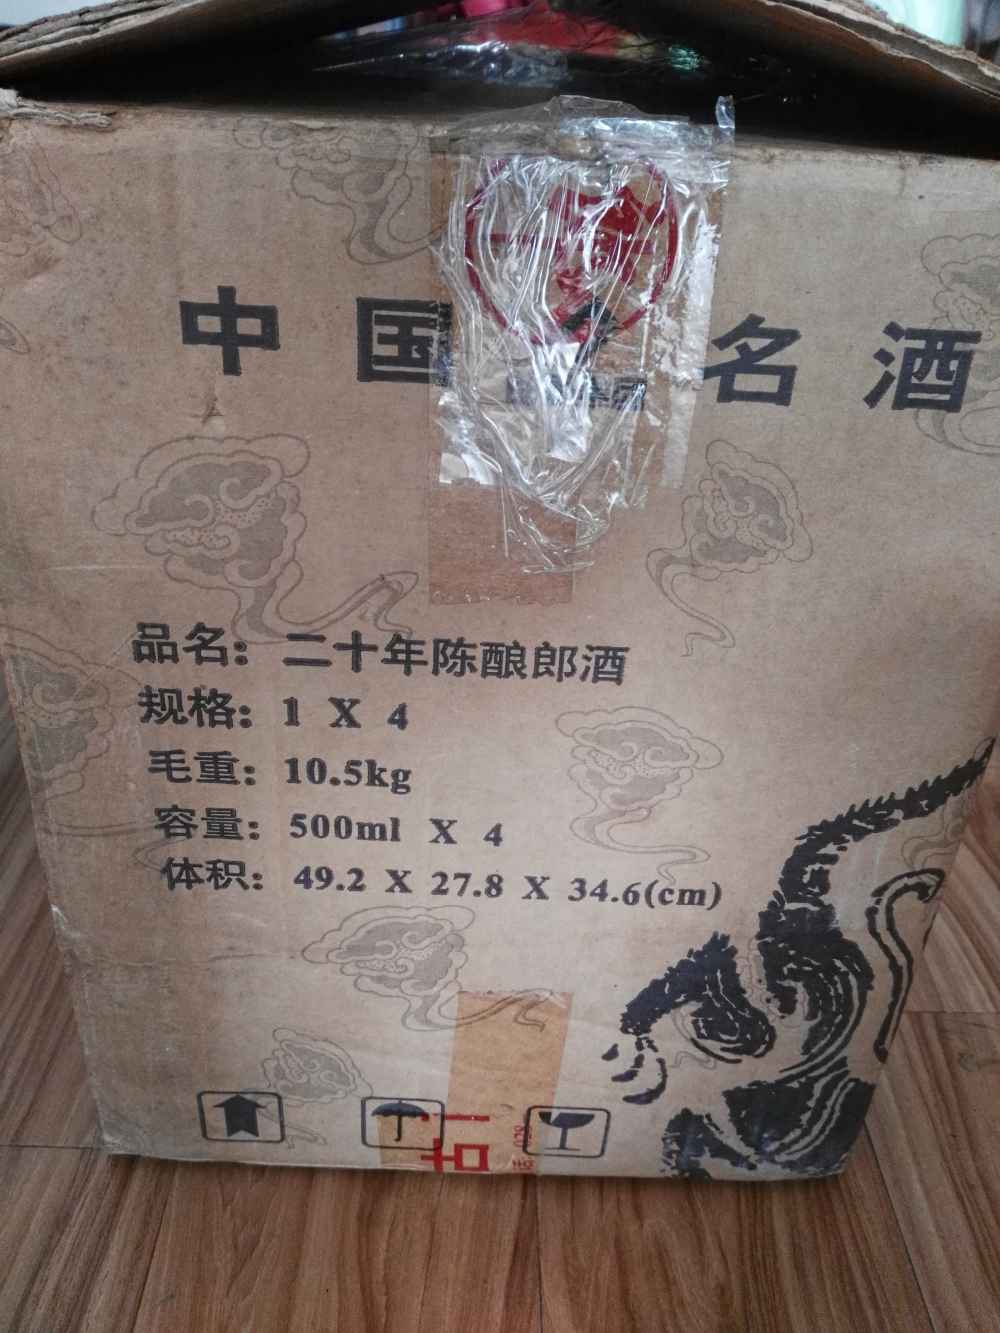 中国名酒
品名：二十年陈酿郎酒
规格：1 X 4
毛重：10.5kg
容量：500ml X 4
体积：49.2 X 27.8 X 34.6(cm)